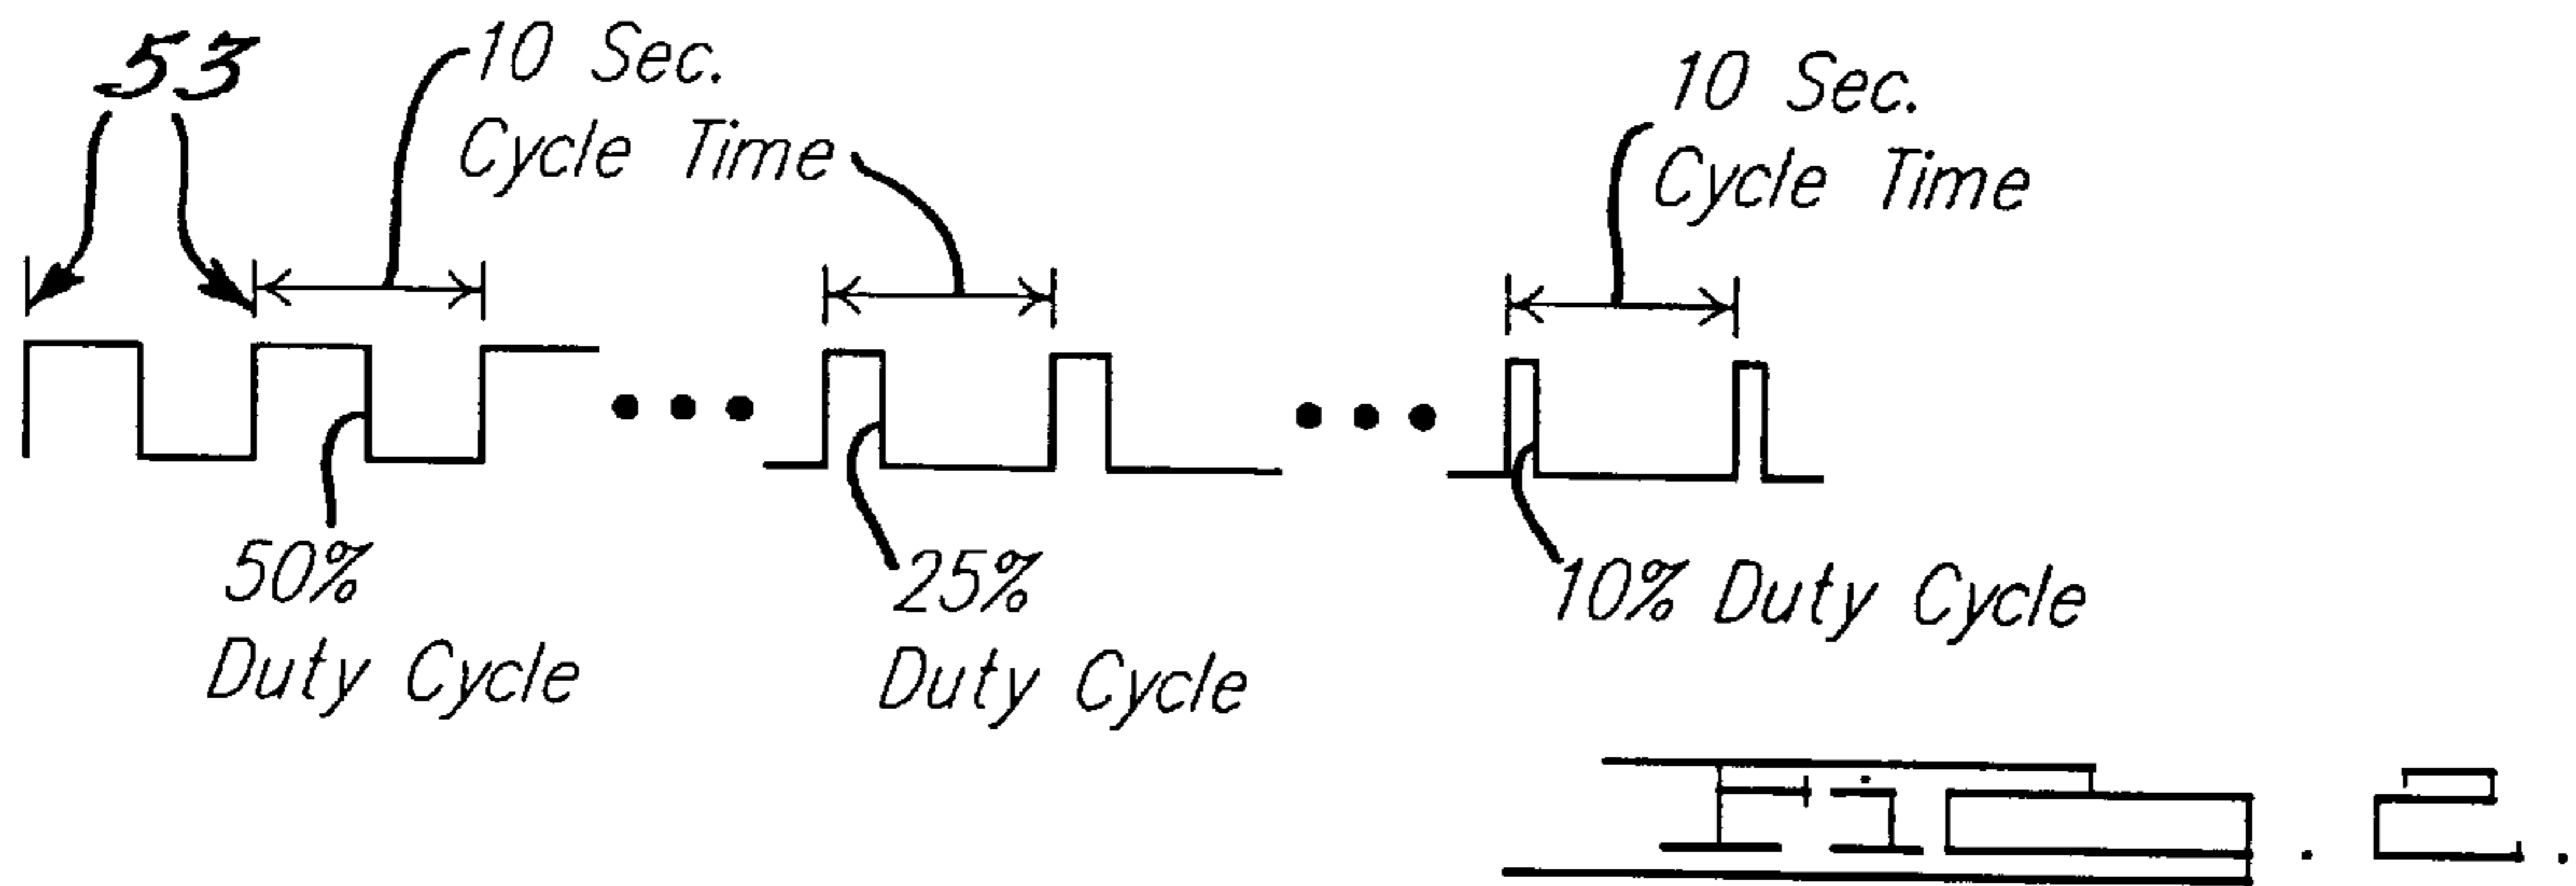 53
10 Sec.
Cycle Time
10 Sec.
Cycle Time
50%
Duty Cycle
25%
Duty Cycle
10% Duty Cycle
Fig. 2.